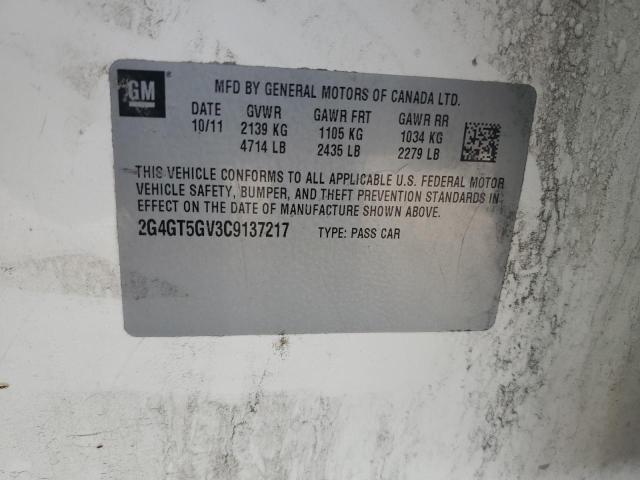 GM ®
MFD BY GENERAL MOTORS OF CANADA LTD.
DATE GVWR GAWR FRT GAWR RR
10/11 2139 KG 1105 KG 1034 KG
4714 LB 2435 LB 2279 LB
THIS VEHICLE CONFORMS TO ALL APPLICABLE U.S. FEDERAL MOTOR
VEHICLE SAFETY, BUMPER, AND THEFT PREVENTION STANDARDS IN
EFFECT ON THE DATE OF MANUFACTURE SHOWN ABOVE.
2G4GT5GV3C9137217 TYPE: PASS CAR